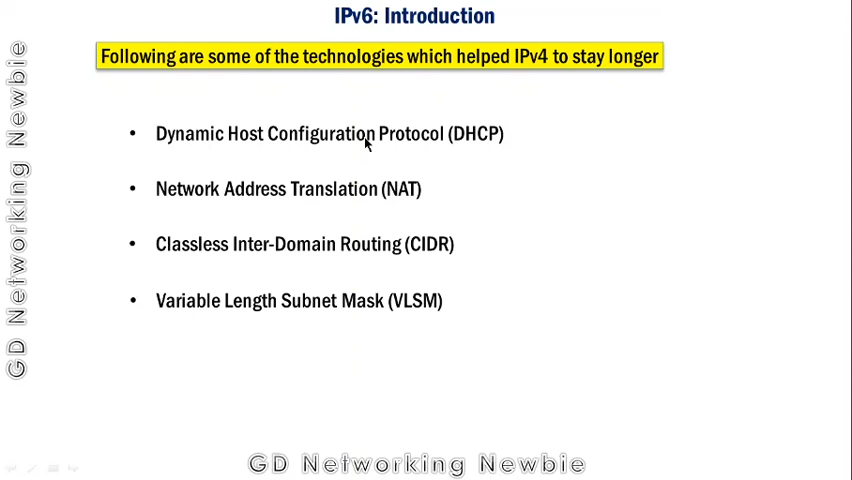 IPv6: Introduction
Following are some of the technologies which helped IPv4 to stay longer
• Dynamic Host Configuration Protocol (DHCP)
• Network Address Translation (NAT)
• Classless Inter-Domain Routing (CIDR)
• Variable Length Subnet Mask (VLSM)
GD Networking Newbie
GD Networking Newbie